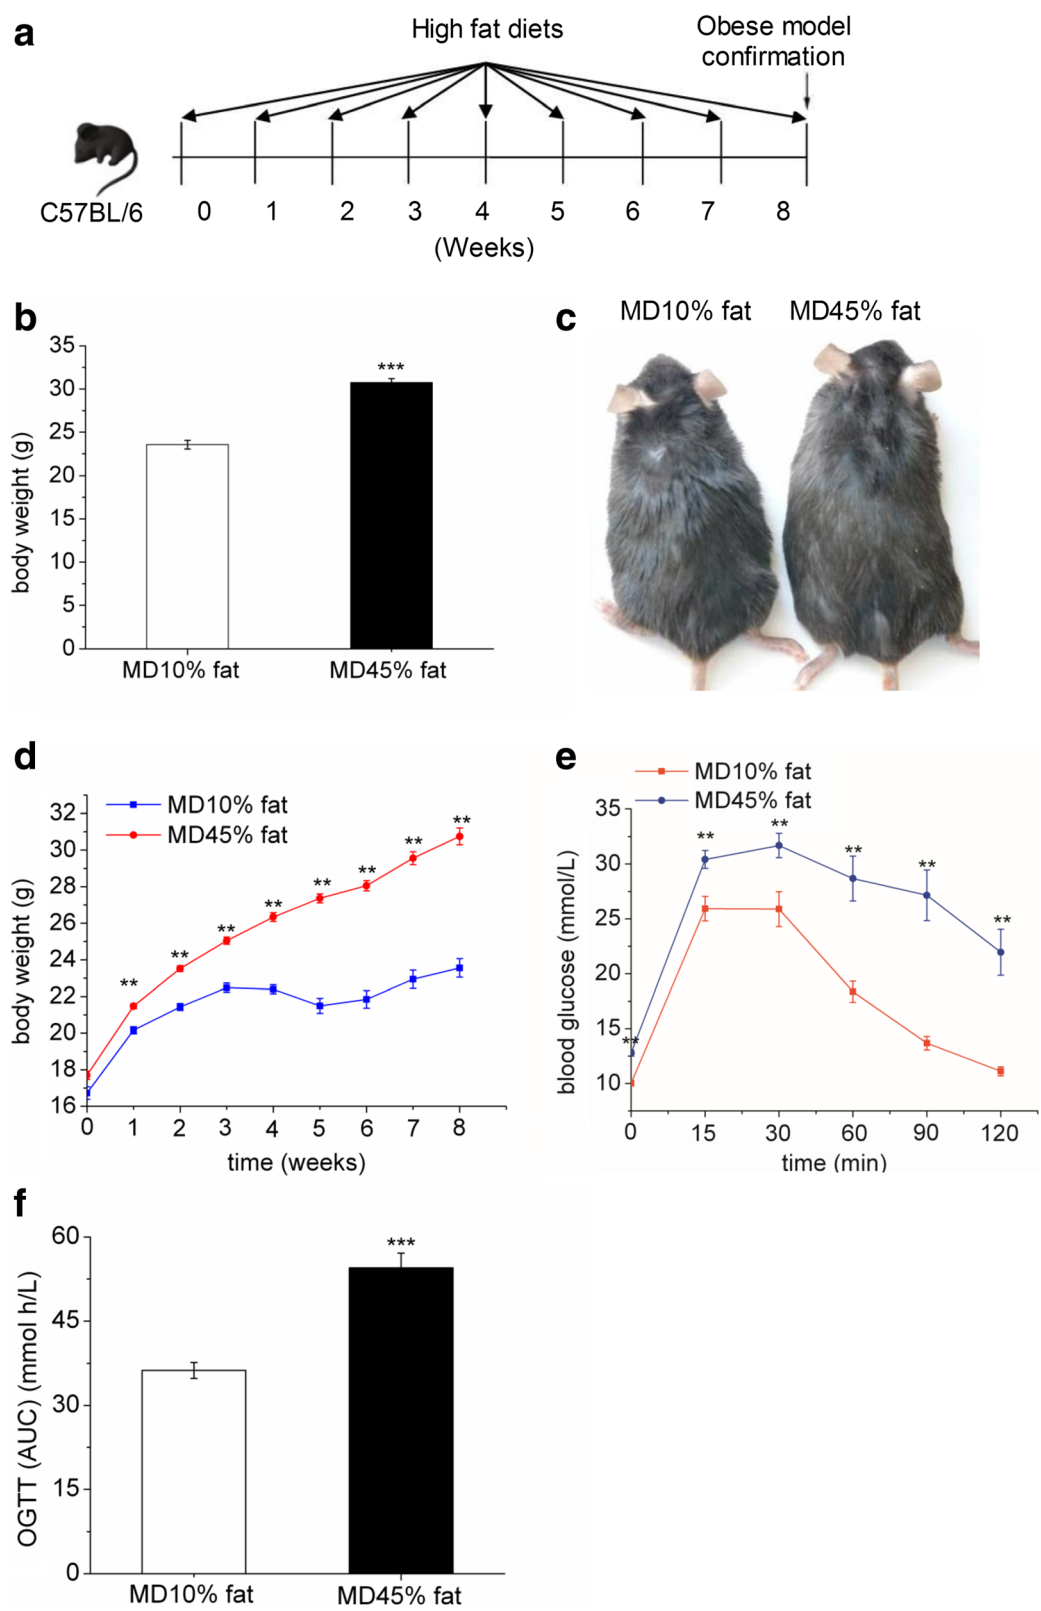 a
High fat diets
Obese model
confirmation
C57BL/6
0 1 2 3 4 5 6 7 8
(Weeks)
b
body weight (g)
35
30
25
20
15
10
5
0
***
MD10% fat
MD45% fat
c
MD10% fat
MD45% fat
d
MD10% fat
MD45% fat
body weight (g)
32
30
28
26
24
22
20
18
16
** ** ** ** ** ** ** **
0 1 2 3 4 5 6 7 8
time (weeks)
e
MD10% fat
MD45% fat
blood glucose (mmol/L)
35
30
25
20
15
10
** ** ** ** ** **
0 15 30 60 90 120
time (min)
f
OGTT (AUC) (mmol h/L)
60
45
30
15
0
***
MD10% fat
MD45% fat